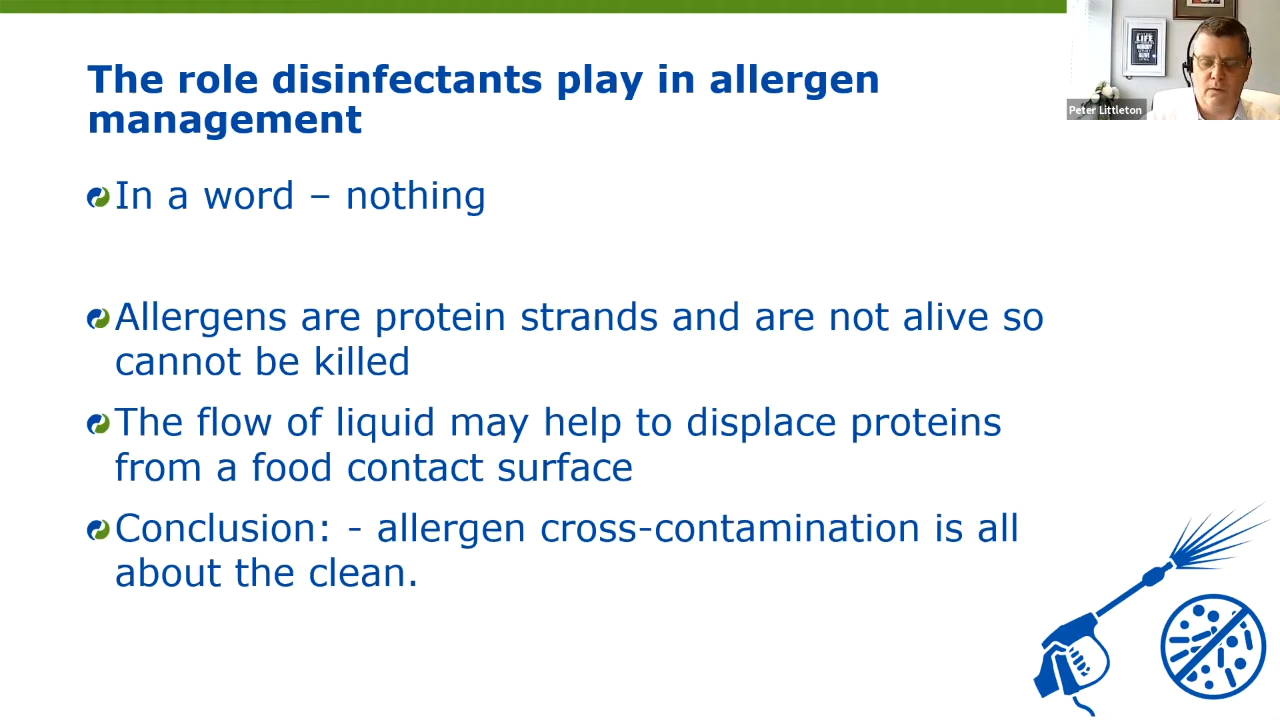 The role disinfectants play in allergen
management
In a word – nothing
Allergens are protein strands and are not alive so
cannot be killed
The flow of liquid may help to displace proteins
from a food contact surface
Conclusion: - allergen cross-contamination is all
about the clean.
LIFE
Peter Littleton